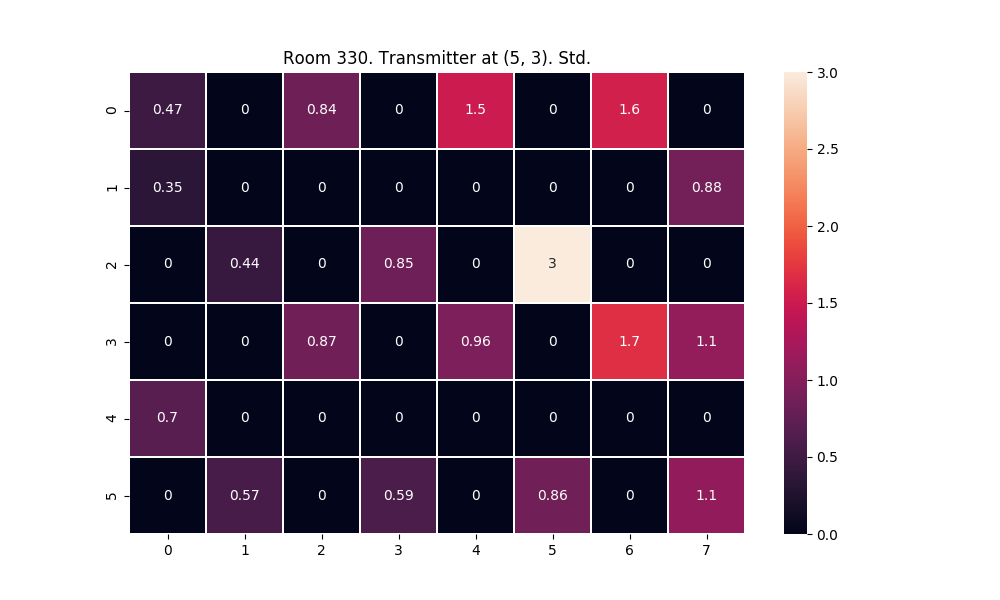 Room 330. Transmitter at (5, 3). Std.
0 0.47 0 0.84 0 1.5 0 1.6 0
1 0.35 0 0 0 0 0 0 0.88
2 0 0.44 0 0.85 0 3 0 0
3 0 0 0.87 0 0.96 0 1.7 1.1
4 0.7 0 0 0 0 0 0 0
5 0 0.57 0 0.59 0 0.86 0 1.1
0 1 2 3 4 5 6 7
3.0
2.5
2.0
1.5
1.0
0.5
0.0